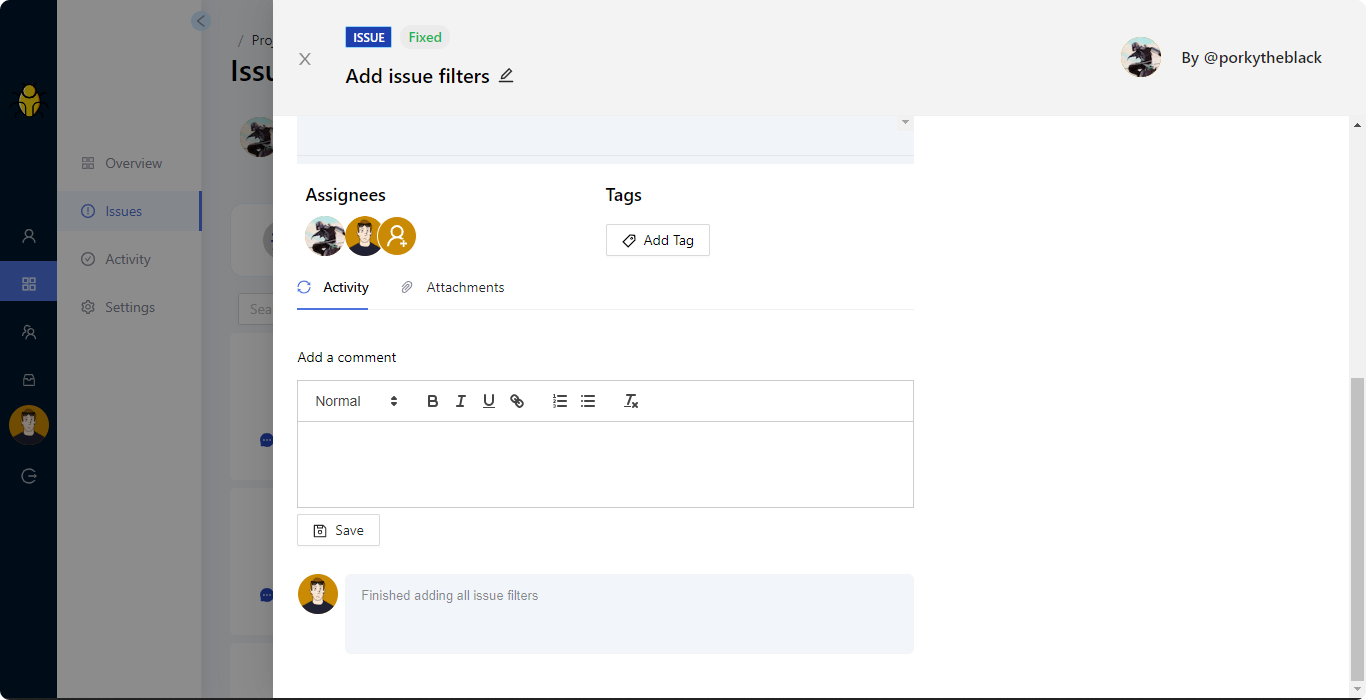 / Proj
Issu
Overview
Issues
Activity
Settings
Sea
ISSUE
Fixed
Add issue filters
By @porkytheblack
Assignees
Tags
Add Tag
Activity
Attachments
Add a comment
Normal
B I U
Save
Finished adding all issue filters